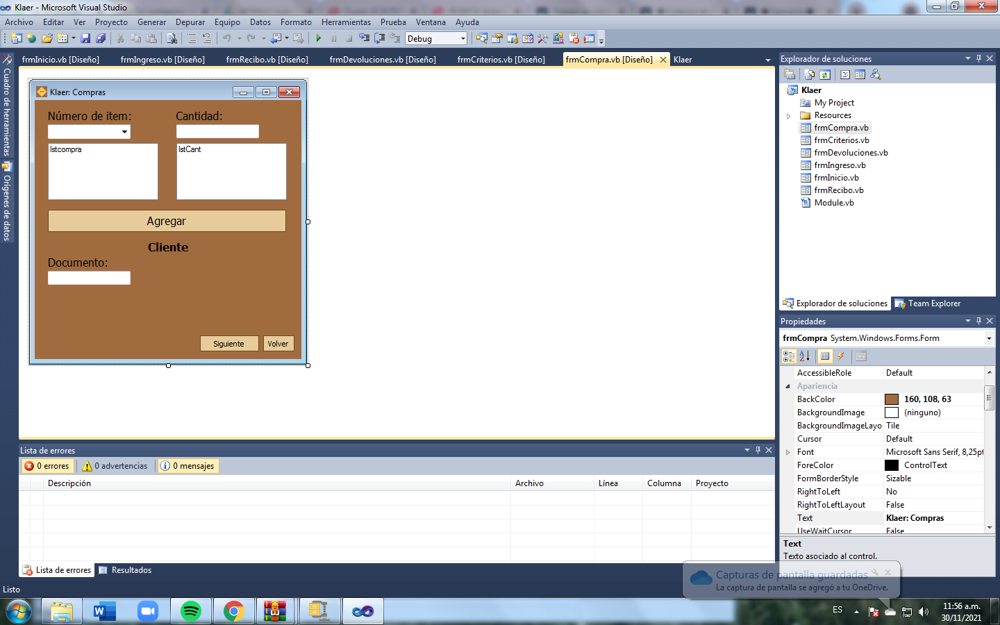 Klaer - Microsoft Visual Studio
Archivo Editar Ver Proyecto Generar Depurar Equipo Datos Formato Herramientas Prueba Ventana Ayuda
Debug
frmInicio.vb [Diseño] frmIngreso.vb [Diseño] frmRecibo.vb [Diseño] frmDevoluciones.vb [Diseño] frmCriterios.vb [Diseño] frmCompra.vb [Diseño] Klaer
Cuadro de herramientas
Orígenes de datos
Klaer: Compras
Número de item: Cantidad:
lstcompra lstCant
Agregar
Cliente
Documento:
Siguiente Volver
Explorador de soluciones
Klaer
My Project
Resources
frmCompra.vb
frmCriterios.vb
frmDevoluciones.vb
frmIngreso.vb
frmInicio.vb
frmRecibo.vb
Module.vb
Explorador de soluciones Team Explorer
Propiedades
frmCompra System.Windows.Forms.Form
AccessibleRole Default
Apariencia
BackColor 160, 108, 63
BackgroundImage (ninguno)
BackgroundImageLayo Tile
Cursor Default
Font Microsoft Sans Serif, 8,25pt
ForeColor ControlText
FormBorderStyle Sizable
RightToLeft No
RightToLeftLayout False
Text Klaer: Compras
UseWaitCursor False
Text
Texto asociado al control.
Lista de errores
0 errores 0 advertencias 0 mensajes
Descripción Archivo Línea Columna Proyecto
Lista de errores Resultados
Capturas de pantalla guardadas
La captura de pantalla se agregó a tu OneDrive.
Listo
ES
11:56 a.m.
30/11/2021